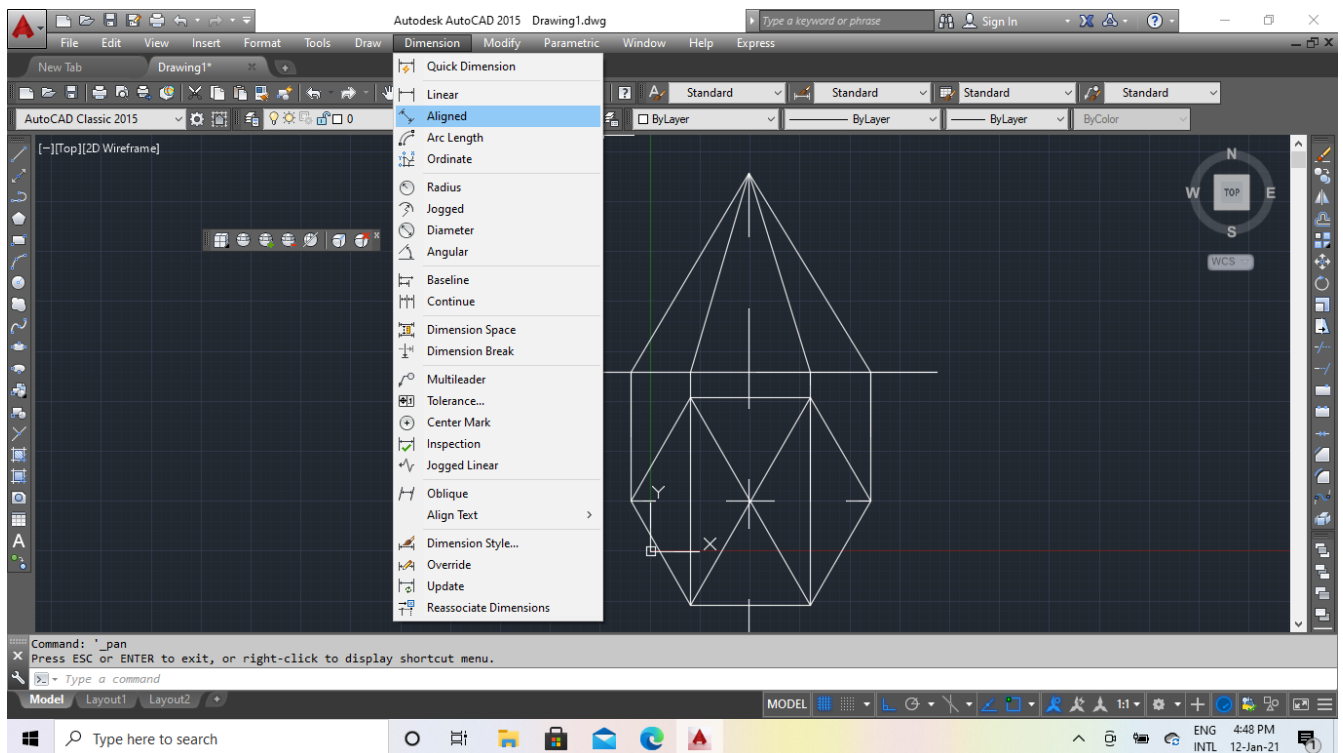 Autodesk AutoCAD 2015 Drawing1.dwg
Type a keyword or phrase
Sign In
File Edit View Insert Format Tools Draw Dimension Modify Parametric Window Help Express
New Tab Drawing1*
Standard Standard Standard Standard
AutoCAD Classic 2015 0 ByLayer ByLayer ByLayer ByColor
[−][Top][2D Wireframe]
Quick Dimension
Linear
Aligned
Arc Length
Ordinate
Radius
Jogged
Diameter
Angular
Baseline
Continue
Dimension Space
Dimension Break
Multileader
Tolerance...
Center Mark
Inspection
Jogged Linear
Oblique
Align Text
Dimension Style...
Override
Update
Reassociate Dimensions
N
W TOP E
S
WCS
Y
X
Command: '_pan
Press ESC or ENTER to exit, or right-click to display shortcut menu.
Type a command
Model Layout1 Layout2
MODEL 1:1
Type here to search
ENG 4:48 PM
INTL 12-Jan-21